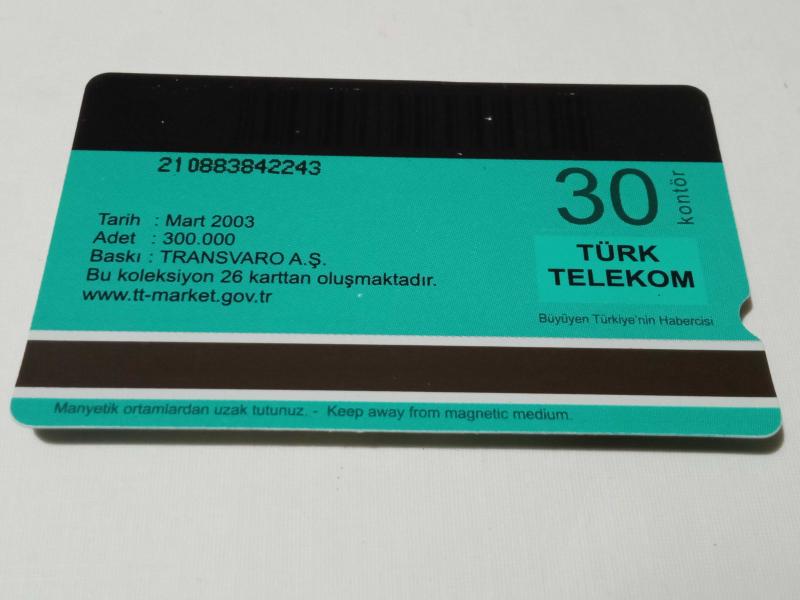 210883842243
30 kontör
Tarih : Mart 2003
Adet : 300.000
Baskı : TRANSVARO A.Ş.
Bu koleksiyon 26 karttan oluşmaktadır.
www.tt-market.gov.tr
TÜRK
TELEKOM
Büyüyen Türkiye'nin Habercisi
Manyetik ortamlardan uzak tutunuz. - Keep away from magnetic medium.